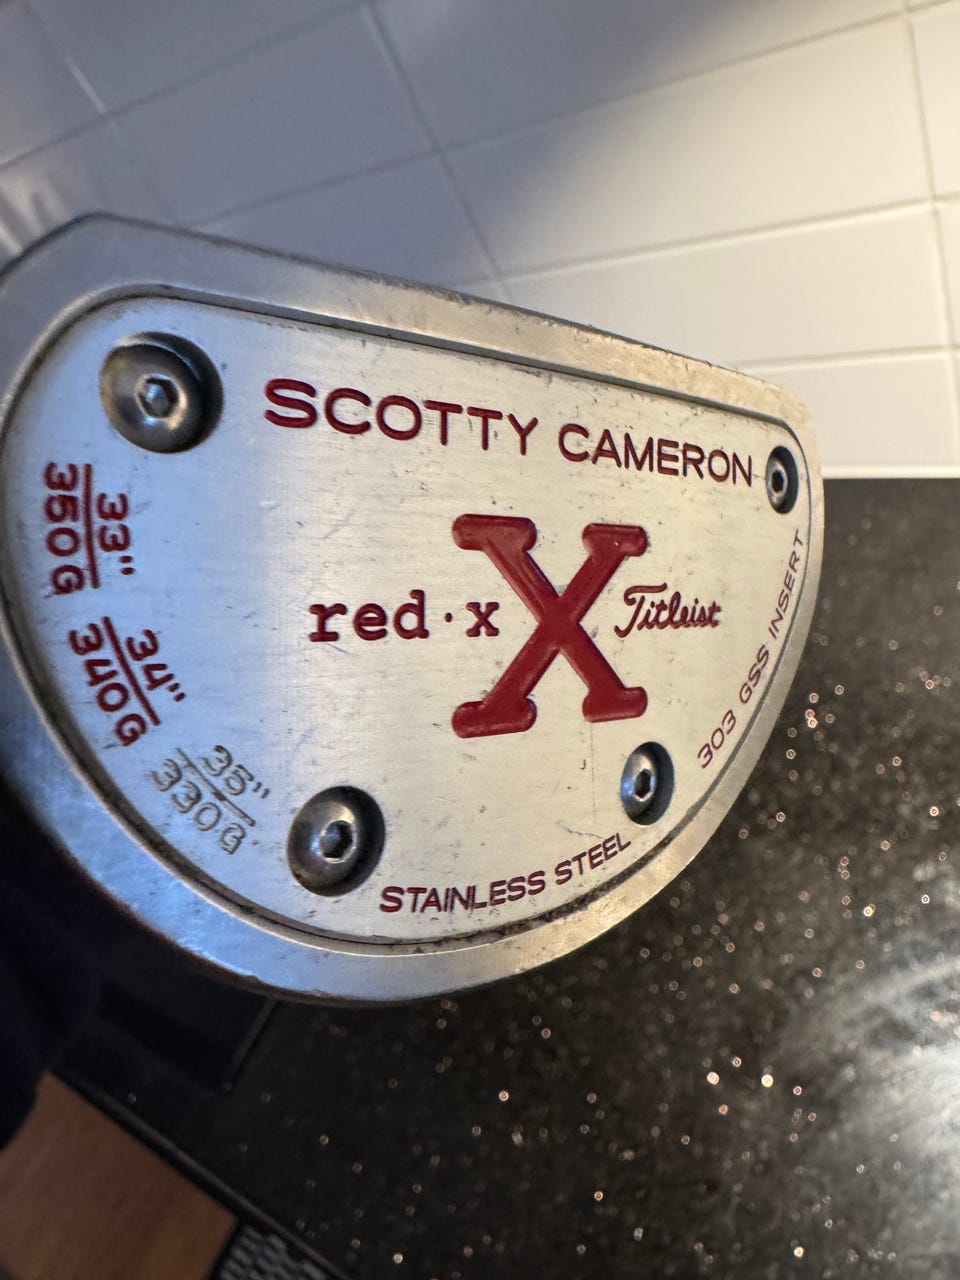 SCOTTY CAMERON
red·x X Titleist
33"
350G
34"
340G
35"
330G
303 GSS INSERT
STAINLESS STEEL